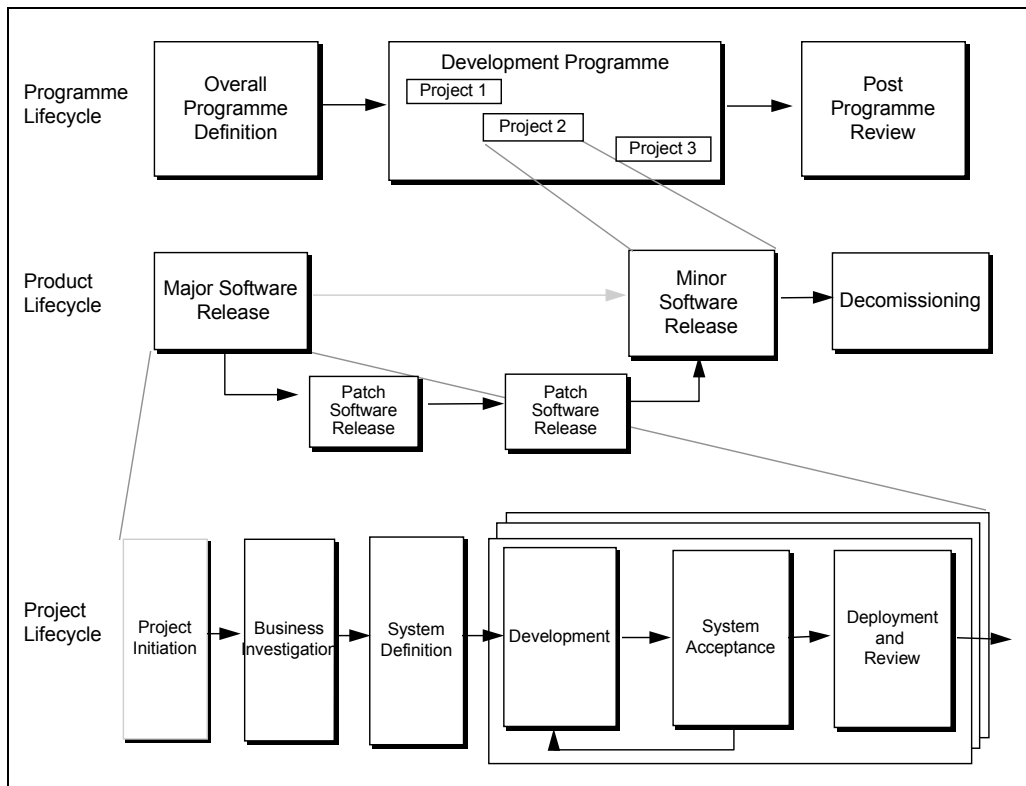 Programme
Lifecycle
Overall
Programme
Definition
Development Programme
Project 1
Project 2
Project 3
Post
Programme
Review
Product
Lifecycle
Major Software
Release
Minor
Software
Release
Decomissioning
Patch
Software
Release
Patch
Software
Release
Project
Lifecycle
Project
Initiation
Business
Investigation
System
Definition
Development
System
Acceptance
Deployment
and
Review